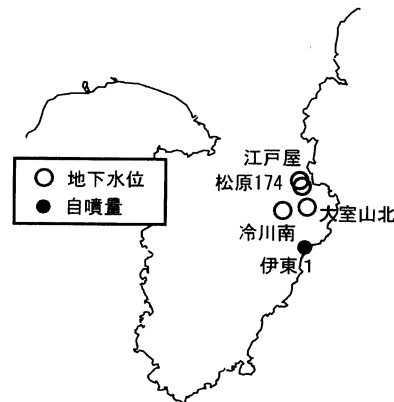 江戸屋
松原174
大室山北
冷川南
伊東1
地下水位
自噴量